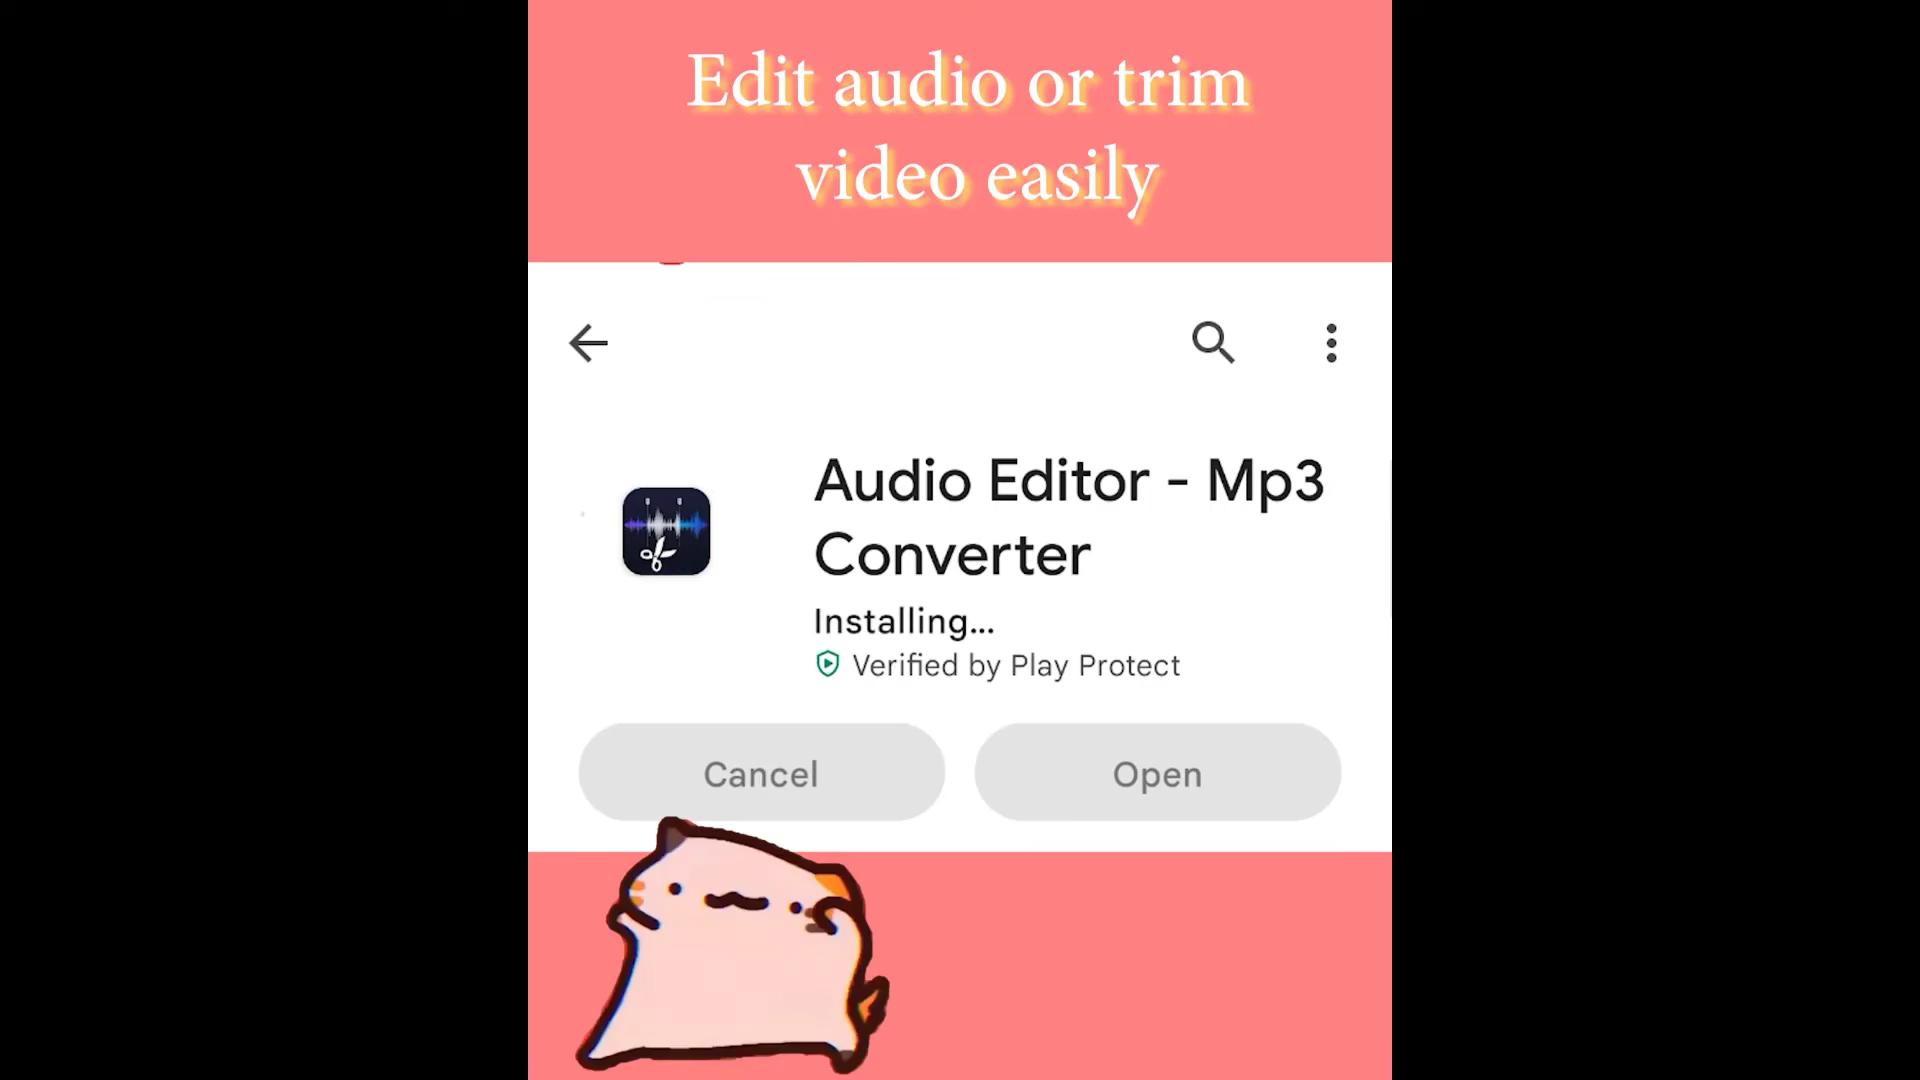 Edit audio or trim
video easily
Audio Editor - Mp3
Converter
Installing...
Verified by Play Protect
Cancel
Open